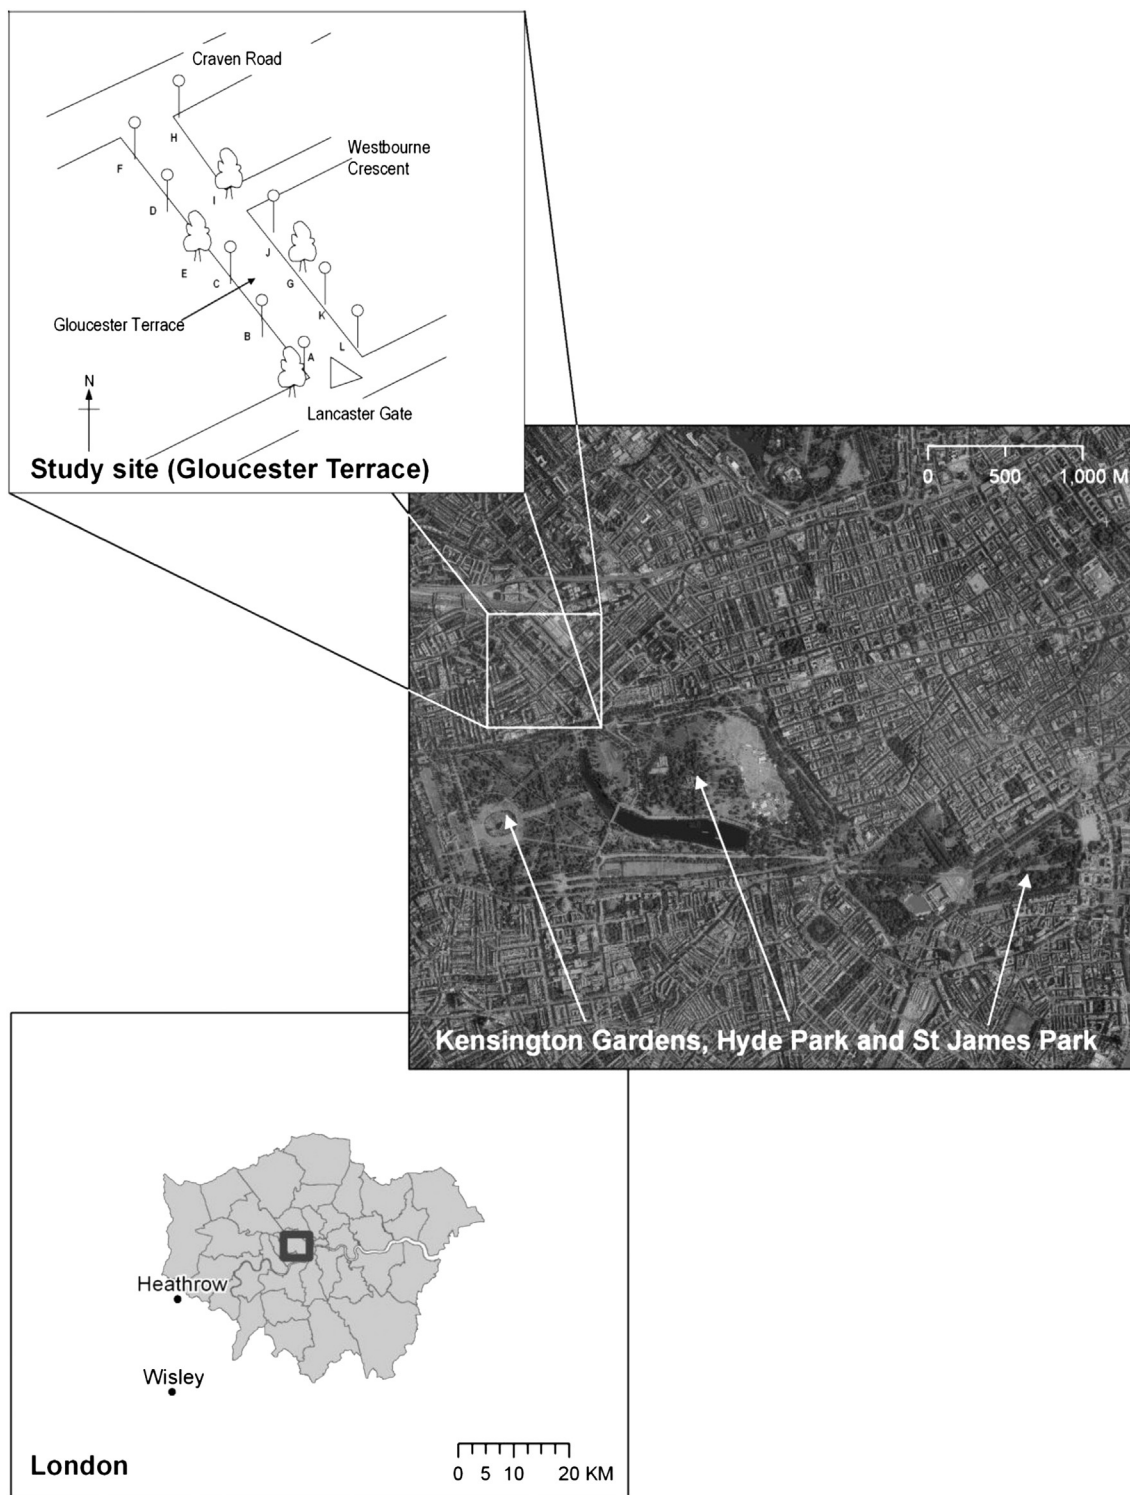 Craven Road
H
Westbourne
Crescent
F
I
D
J
E
C
G
K
Gloucester Terrace
B
A
L
N
Lancaster Gate
Study site (Gloucester Terrace)
0 500 1,000 M
Kensington Gardens, Hyde Park and St James Park
Heathrow
Wisley
London
0 5 10 20 KM